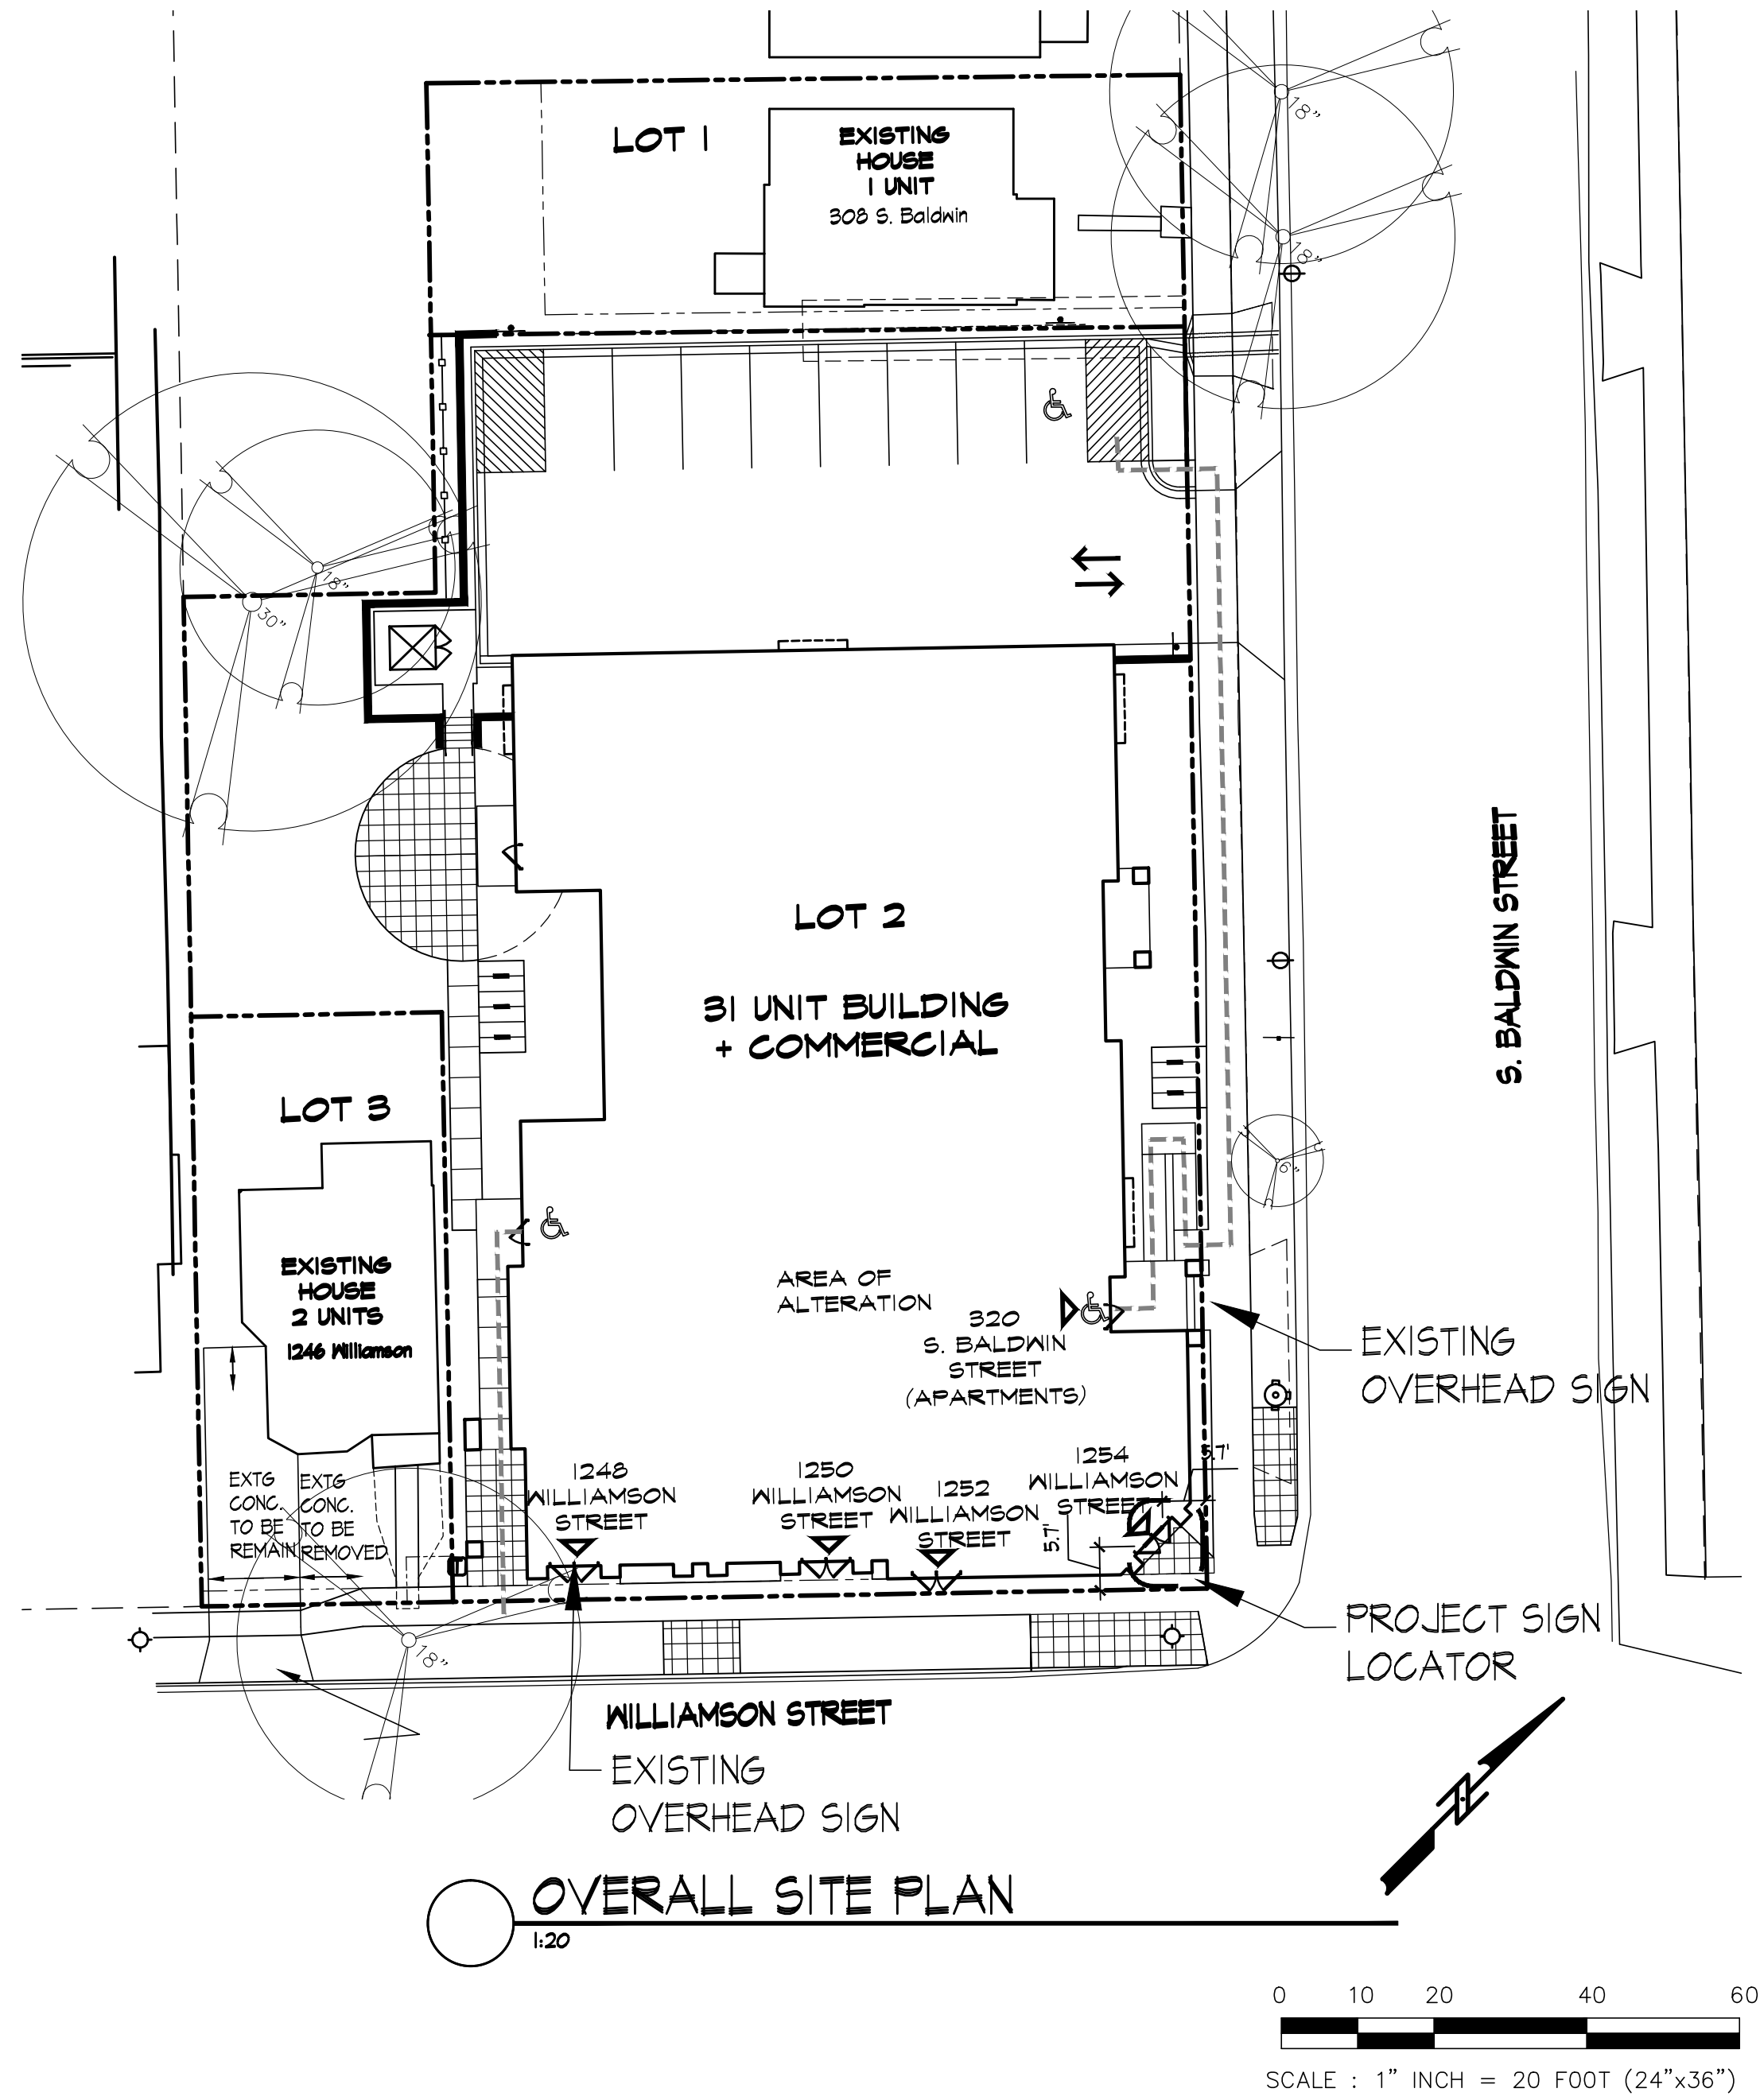 LOT 1
EXISTING
HOUSE
1 UNIT
308 S. Baldwin
18"
18"
18"
30"
LOT 2
31 UNIT BUILDING
+ COMMERCIAL
S. BALDWIN STREET
LOT 3
6"
EXISTING
HOUSE
2 UNITS
1246 Williamson
AREA OF
ALTERATION
320
S. BALDWIN
STREET
(APARTMENTS)
EXISTING
OVERHEAD SIGN
EXTG
CONC.
TO BE
REMAIN
EXTG
CONC.
TO BE
REMOVED
1248
WILLIAMSON
STREET
1250
WILLIAMSON
STREET
1252
WILLIAMSON
STREET
1254
WILLIAMSON
STREET
5.7'
5.7'
PROJECT SIGN
LOCATOR
18"
WILLIAMSON STREET
EXISTING
OVERHEAD SIGN
N
OVERALL SITE PLAN
1:20
0 10 20 40 60
SCALE : 1" INCH = 20 FOOT (24"x36")